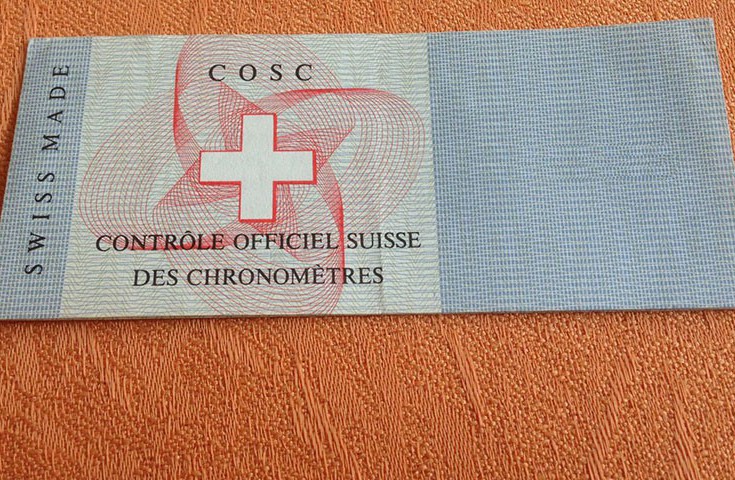 SWISS MADE
COSC
CONTRÔLE OFFICIEL SUISSE
DES CHRONOMÈTRES